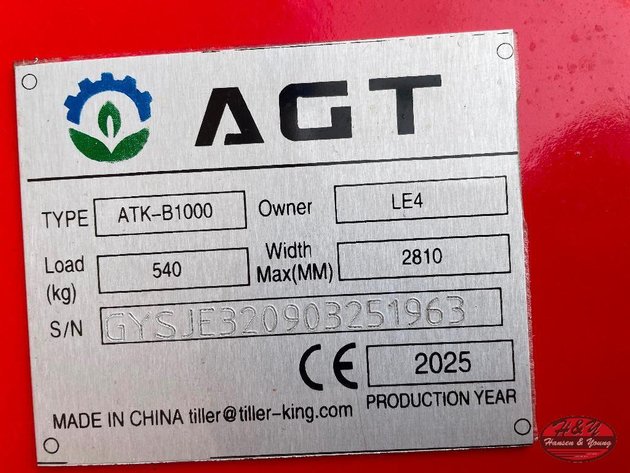 AGT
TYPE ATK-B1000 Owner LE4
Load (kg) 540 Width Max(MM) 2810
S/N GYSJE320903251963
CE 2025
MADE IN CHINA tiller@tiller-king.com PRODUCTION YEAR
H&Y
Hansen & Young